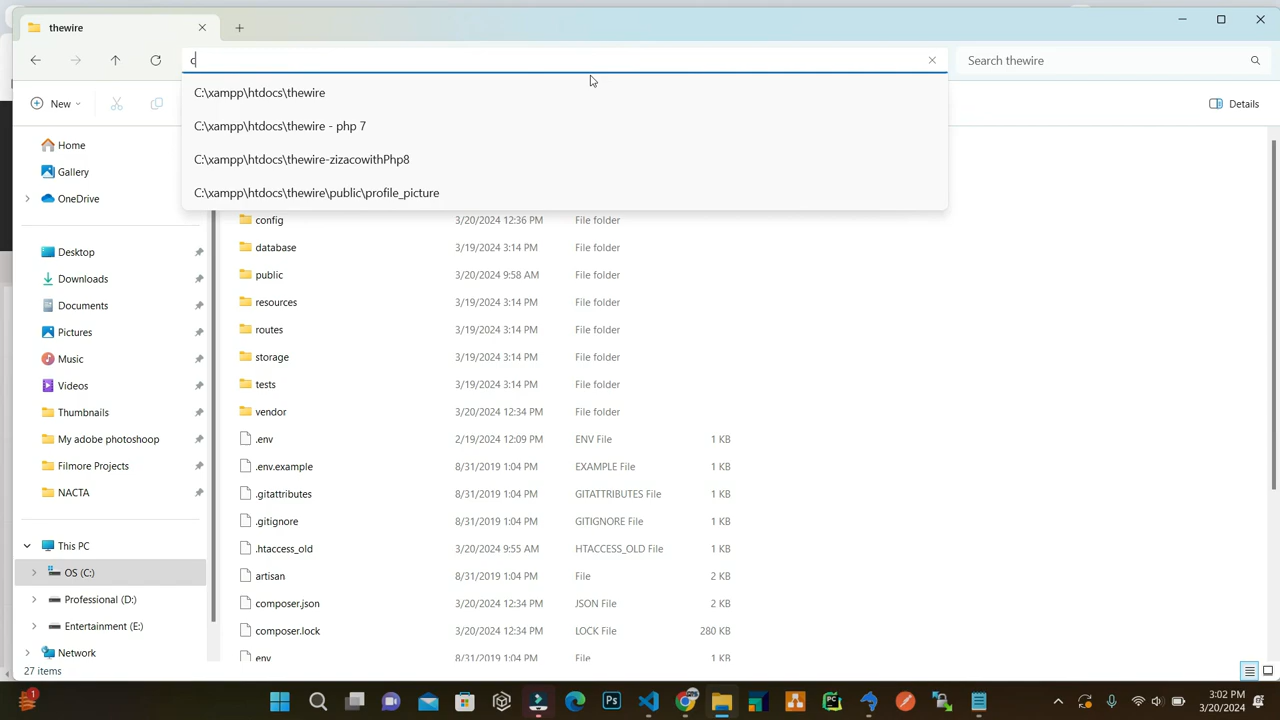 thewire
c
Search thewire
C:\xampp\htdocs\thewire
C:\xampp\htdocs\thewire - php 7
C:\xampp\htdocs\thewire-zizacowithPhp8
C:\xampp\htdocs\thewire\public\profile_picture
New
Details
Home
Gallery
OneDrive
Desktop
Downloads
Documents
Pictures
Music
Videos
Thumbnails
My adobe photoshoop
Filmore Projects
NACTA
This PC
OS (C:)
Professional (D:)
Entertainment (E:)
Network
config 3/20/2024 12:36 PM File folder
database 3/19/2024 3:14 PM File folder
public 3/20/2024 9:58 AM File folder
resources 3/19/2024 3:14 PM File folder
routes 3/19/2024 3:14 PM File folder
storage 3/19/2024 3:14 PM File folder
tests 3/19/2024 3:14 PM File folder
vendor 3/20/2024 12:34 PM File folder
.env 2/19/2024 12:09 PM ENV File 1 KB
.env.example 8/31/2019 1:04 PM EXAMPLE File 1 KB
.gitattributes 8/31/2019 1:04 PM GITATTRIBUTES File 1 KB
.gitignore 8/31/2019 1:04 PM GITIGNORE File 1 KB
.htaccess_old 3/20/2024 9:55 AM HTACCESS_OLD File 1 KB
artisan 8/31/2019 1:04 PM File 2 KB
composer.json 3/20/2024 12:34 PM JSON File 2 KB
composer.lock 3/20/2024 12:34 PM LOCK File 280 KB
env 8/31/2019 1:04 PM File 1 KB
27 items
1
Ps
PC
3:02 PM
3/20/2024